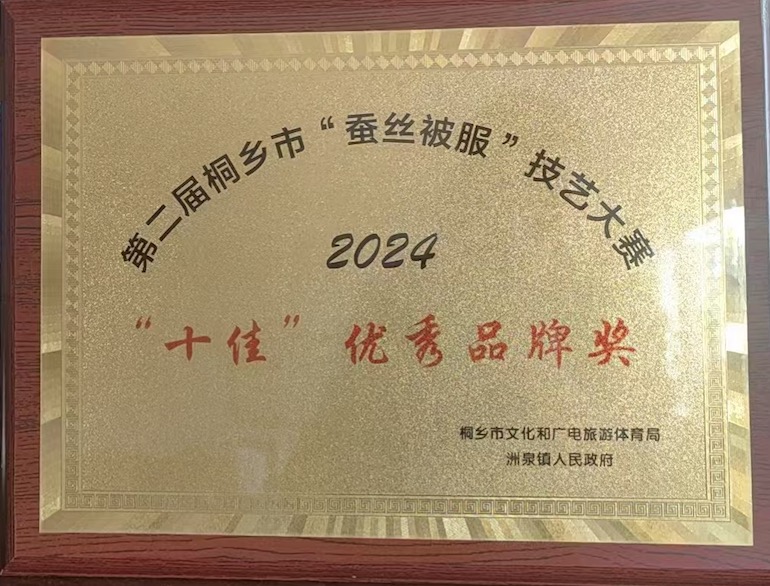 第二届桐乡市“蚕丝被服”技艺大赛
2024
“十佳”优秀品牌奖
桐乡市文化和广电旅游体育局
洲泉镇人民政府